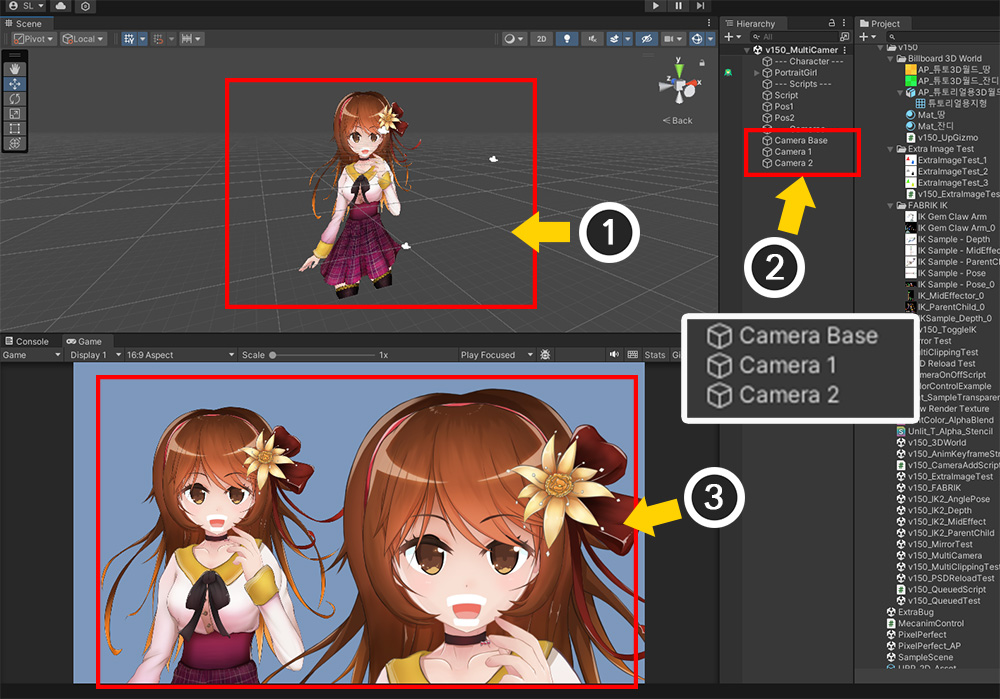 SL
Scene
Pivot
Local
2D
y
z
x
Back
1
Hierarchy
All
v150_MultiCamer
--- Character ---
PortraitGirl
--- Scripts ---
Script
Pos1
Pos2
Camera Base
Camera 1
Camera 2
2
Camera Base
Camera 1
Camera 2
Console
Game
Game
Display 1
16:9 Aspect
Scale
1x
Play Focused
Stats
Gi
3
Project
v150
Billboard 3D World
AP_튜토3D월드_땅
AP_튜토3D월드_잔디
AP_튜토리얼용3D월드
튜토리얼용지형
Mat_땅
Mat_잔디
v150_UpGizmo
Extra Image Test
ExtraImageTest_1
ExtraImageTest_2
ExtraImageTest_3
v150_ExtraImageTes
FABRIK IK
IK Gem Claw Arm
IK Gem Claw Arm_0
IK Sample - Depth
IK Sample - MidEffec
IK Sample - ParentCh
IK Sample - Pose
IK Sample - Pose_0
IK_MidEffector_0
IK_ParentChild_0
IKSample_Depth_0
v150_ToggleIK
rror Test
ultiClippingTest
D Reload Test
ameraOnOffScript
olorControlExample
st_SampleTransparen
w Render Texture
ntColor_AlphaBlend
Unlit_T_Alpha_Stencil
v150_3DWorld
v150_AnimKeyframeStr
v150_CameraAddScript
v150_ExtraImageTest
v150_FABRIK
v150_IK2_AnglePose
v150_IK2_Depth
v150_IK2_MidEffect
v150_IK2_ParentChild
v150_MirrorTest
v150_MultiCamera
v150_MultiClippingTest
v150_PSDReloadTest
v150_QueuedScript
v150_QueuedTest
ExtraBug
MecanimControl
PixelPerfect
PixelPerfect_AP
SampleScene